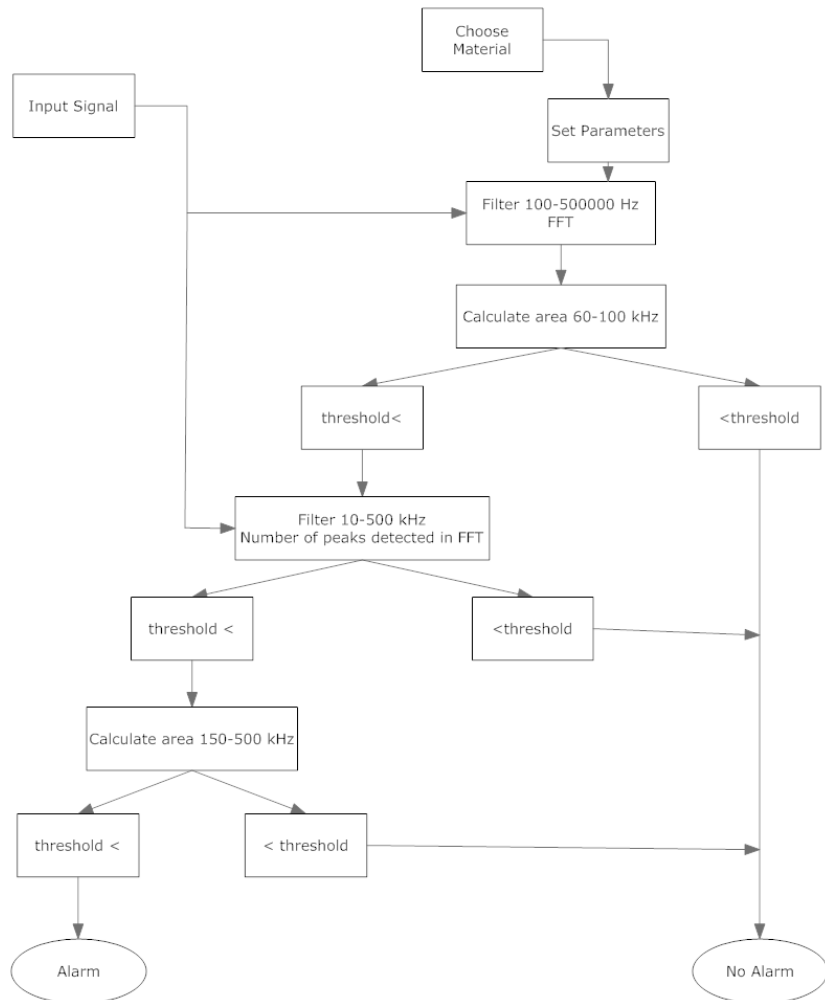 Choose
Material
Input Signal
Set Parameters
Filter 100-500000 Hz
FFT
Calculate area 60-100 kHz
threshold<
<threshold
Filter 10-500 kHz
Number of peaks detected in FFT
threshold <
<threshold
Calculate area 150-500 kHz
threshold <
< threshold
Alarm
No Alarm